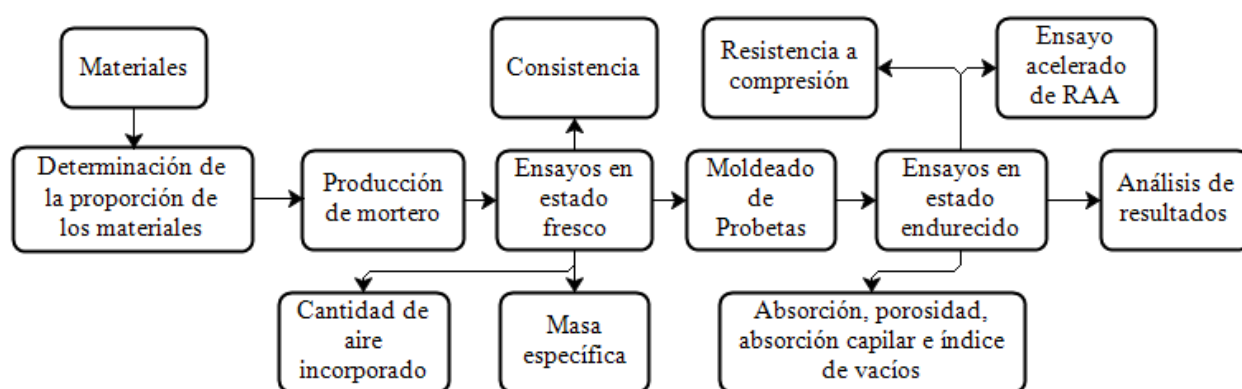 Materiales
Consistencia
Resistencia a
compresión
Ensayo
acelerado
de RAA
Determinación de
la proporción de
los materiales
Producción
de mortero
Ensayos en
estado
fresco
Moldeado
de
Probetas
Ensayos en
estado
endurecido
Análisis de
resultados
Cantidad de
aire
incorporado
Masa
específica
Absorción, porosidad,
absorción capilar e índice
de vacíos